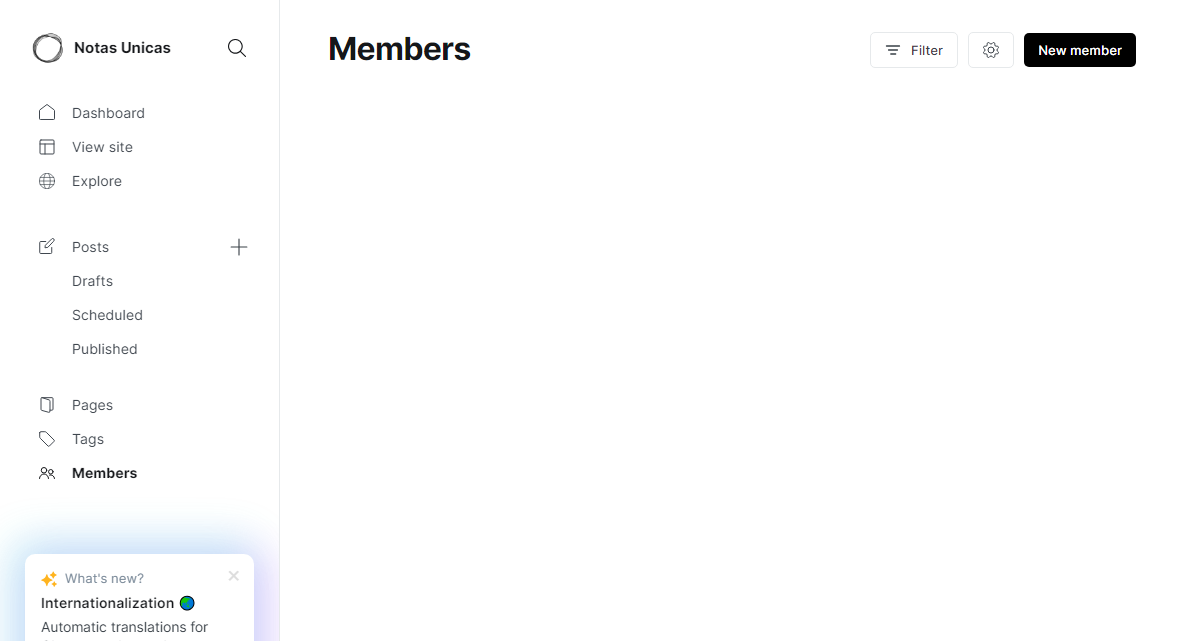 Notas Unicas
Members
Filter
New member
Dashboard
View site
Explore
Posts
Drafts
Scheduled
Published
Pages
Tags
Members
What's new?
Internationalization
Automatic translations for